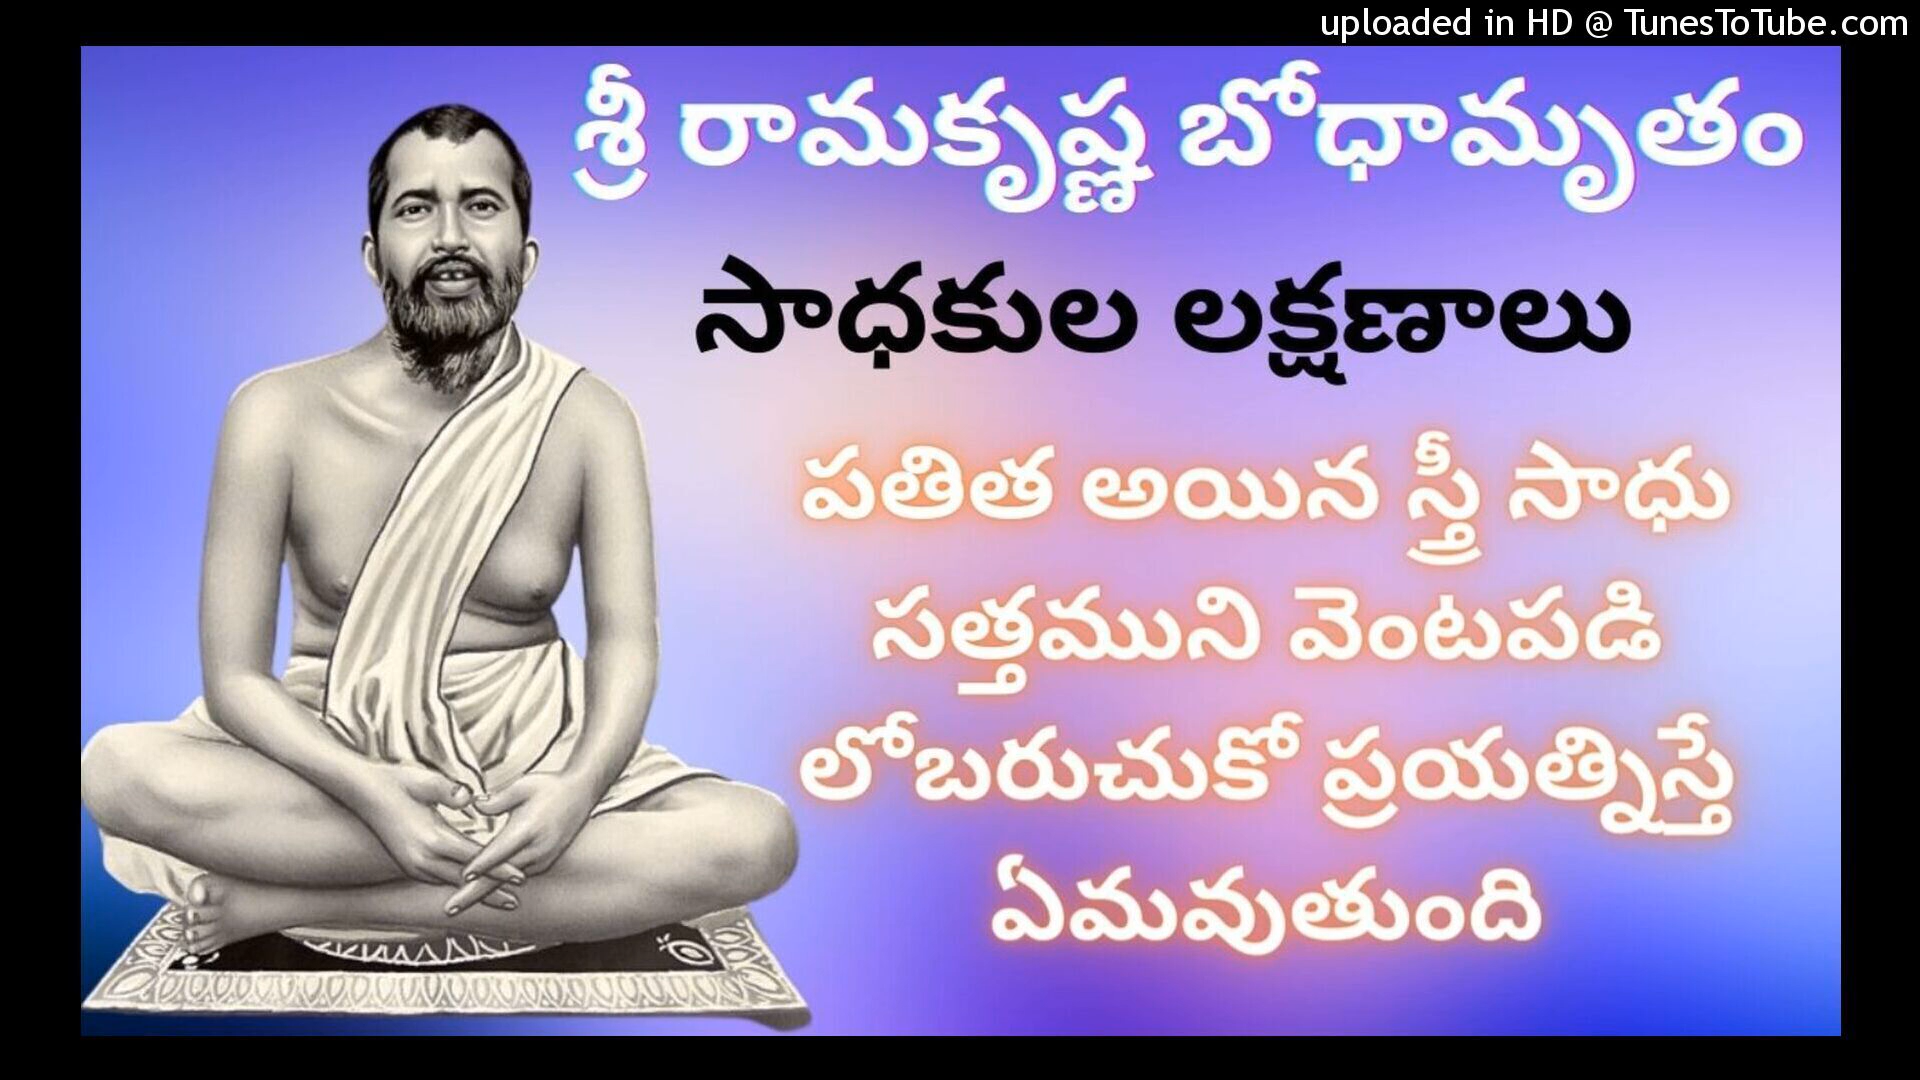 uploaded in HD @ TunesToTube.com
శ్రీ రామకృష్ణ బోధామృతం
సాధకుల లక్షణాలు
పతిత అయిన స్త్రీ సాధు
సత్తముని వెంటపడి
లోబరుచుకో ప్రయత్నిస్తే
ఏమవుతుంది